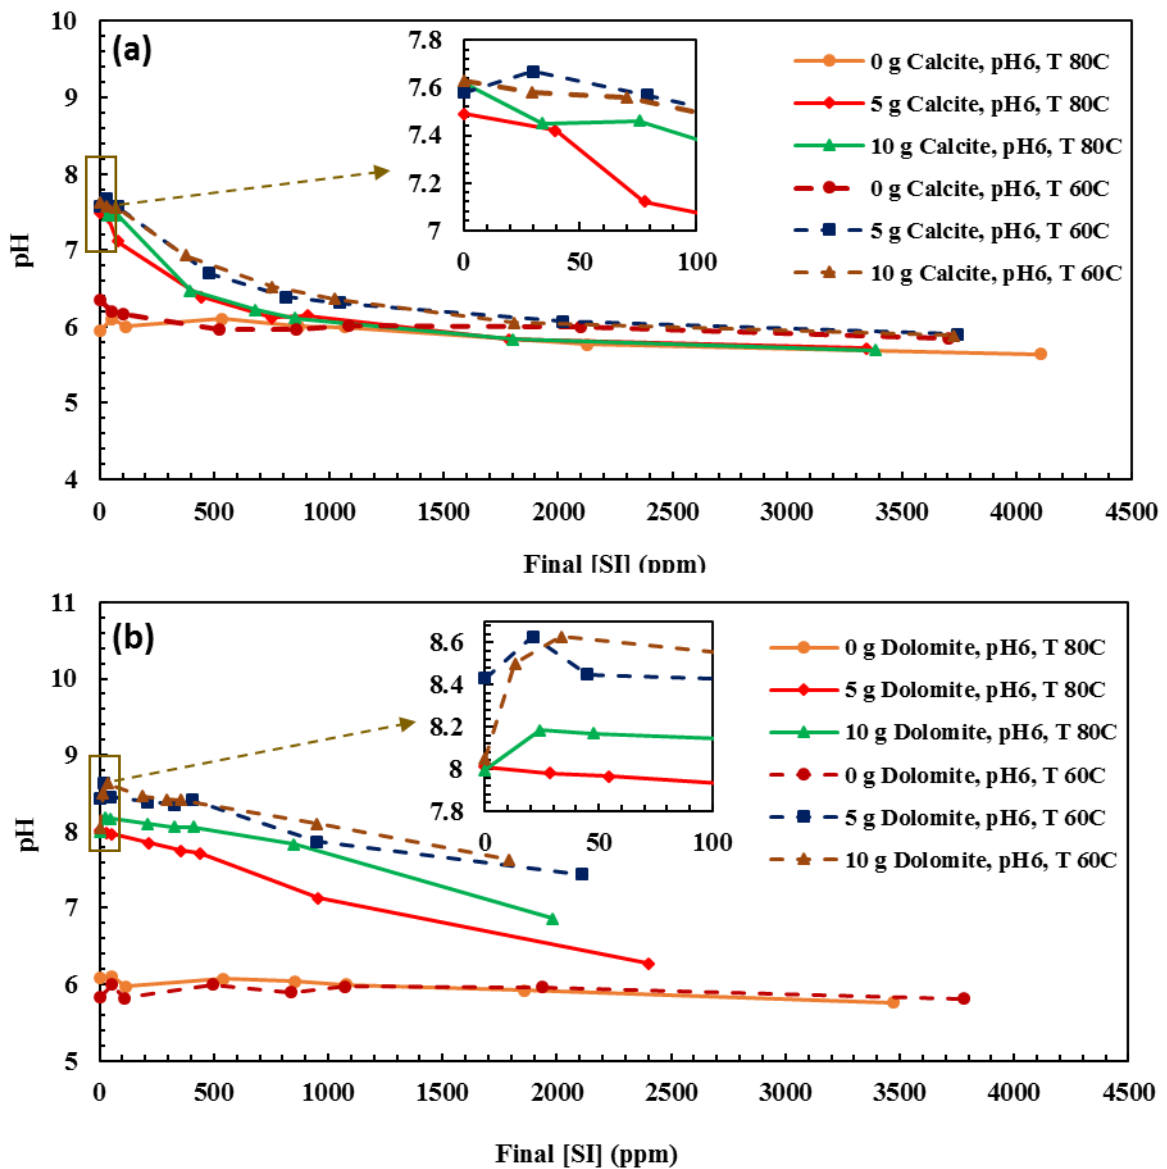 (a)
10
9
8
7
6
5
4
pH
0 500 1000 1500 2000 2500 3000 3500 4000 4500
Final [SI] (ppm)
7.8
7.6
7.4
7.2
7
0 50 100
0 g Calcite, pH6, T 80C
5 g Calcite, pH6, T 80C
10 g Calcite, pH6, T 80C
0 g Calcite, pH6, T 60C
5 g Calcite, pH6, T 60C
10 g Calcite, pH6, T 60C
(b)
11
10
9
8
7
6
5
pH
0 500 1000 1500 2000 2500 3000 3500 4000 4500
Final [SI] (ppm)
8.6
8.4
8.2
8
7.8
0 50 100
0 g Dolomite, pH6, T 80C
5 g Dolomite, pH6, T 80C
10 g Dolomite, pH6, T 80C
0 g Dolomite, pH6, T 60C
5 g Dolomite, pH6, T 60C
10 g Dolomite, pH6, T 60C